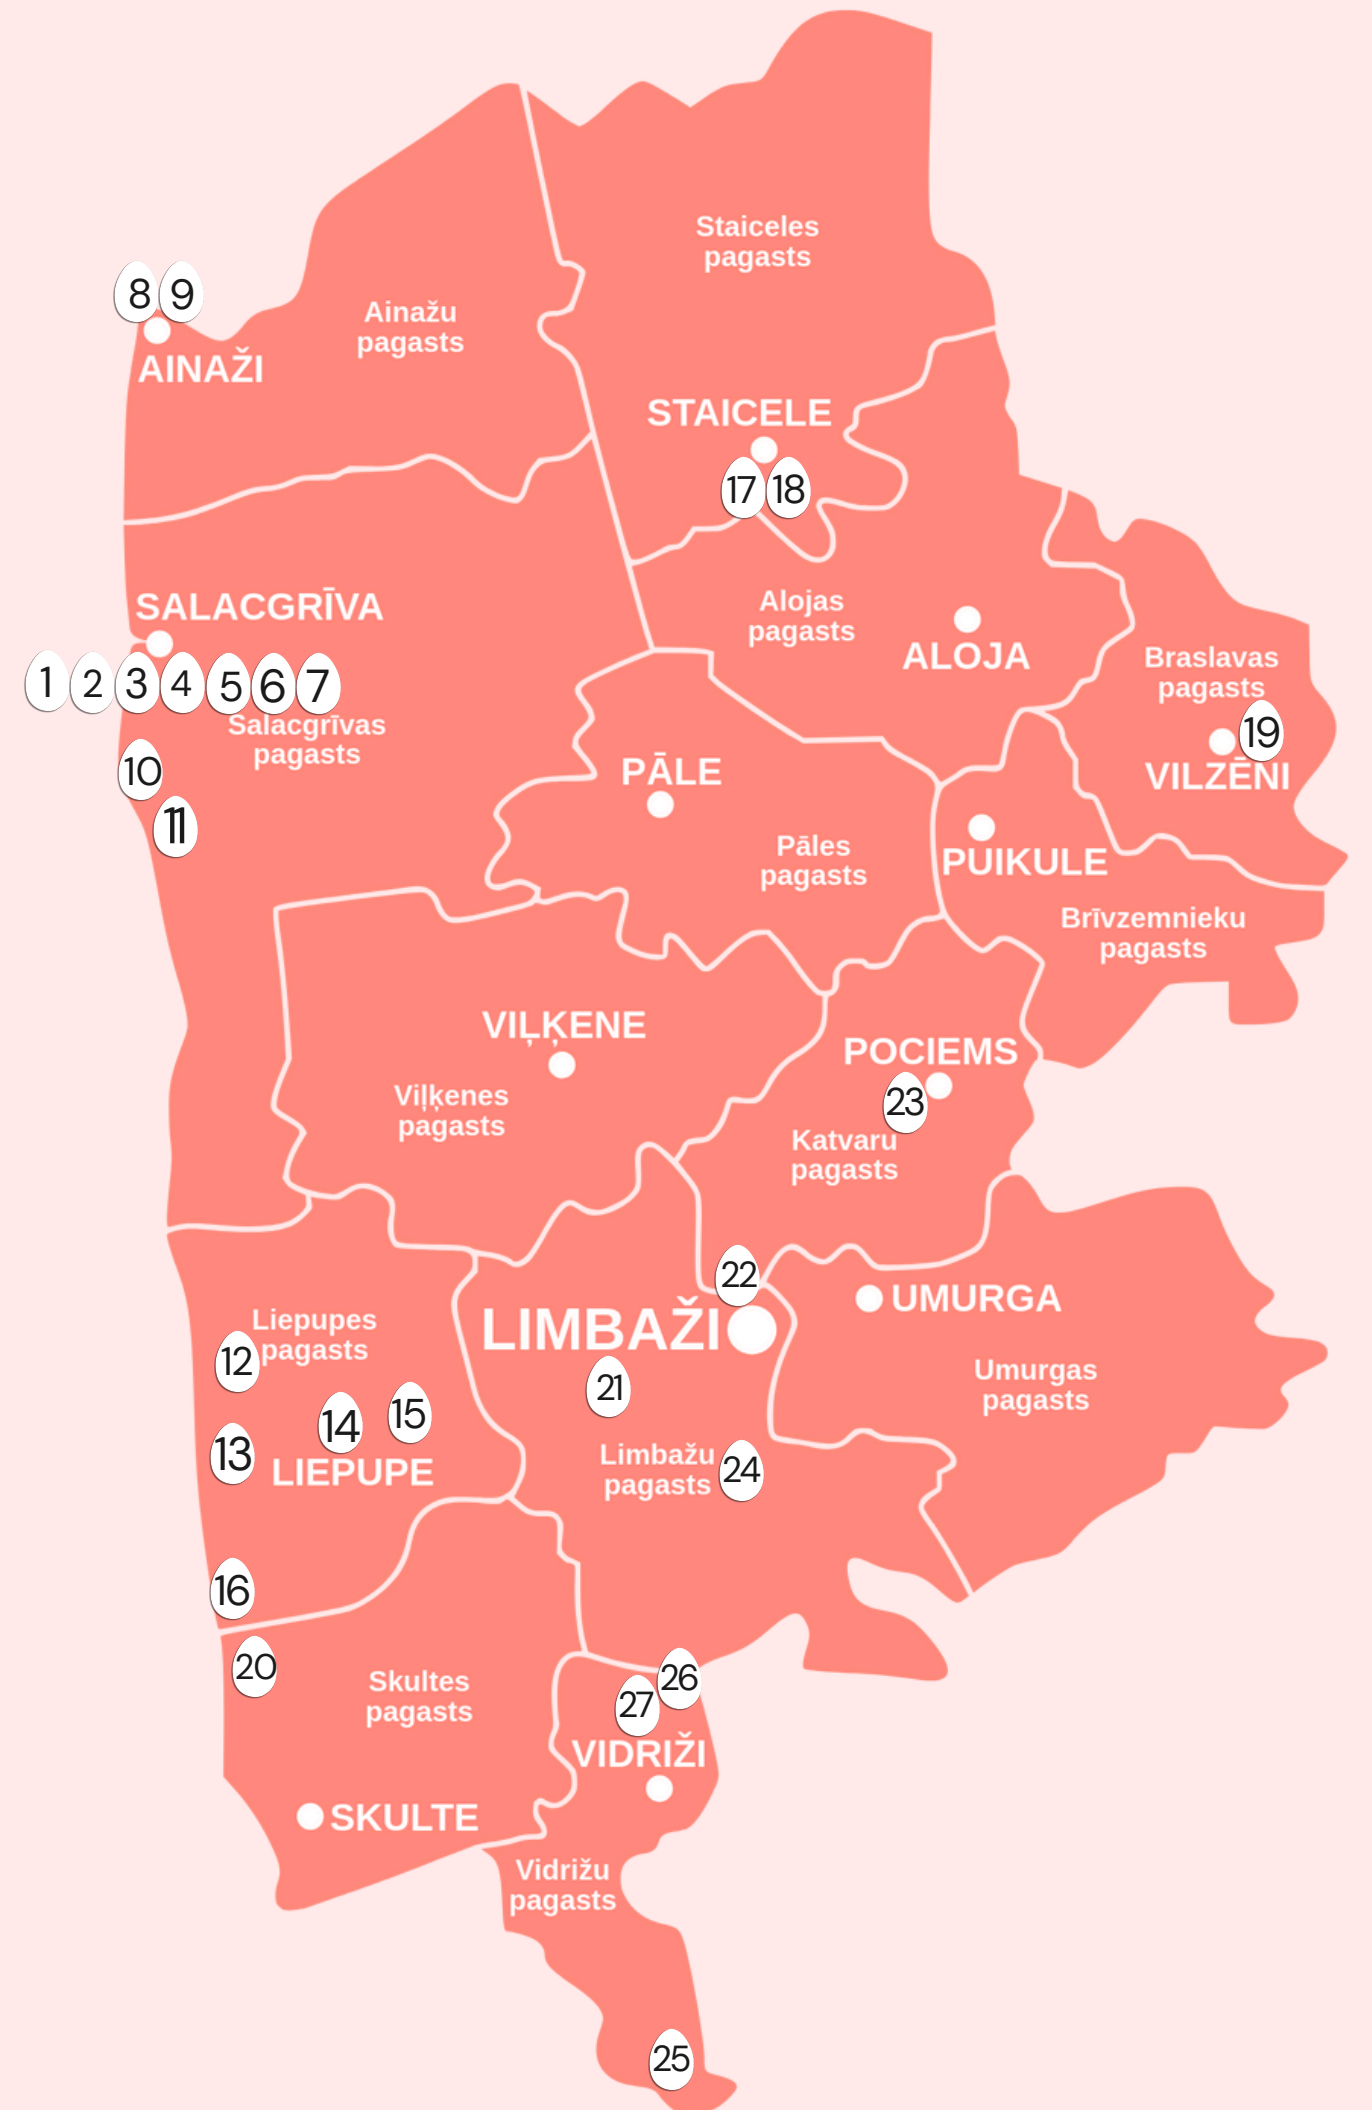 Staiceles
pagasts
8 9
Ainažu
pagasts
AINAŽI
STAICELE
17 18
SALACGRĪVA
Alojas
pagasts
ALOJA
1 2 3 4 5 6 7
Salacgrīvas
pagasts
Braslavas
pagasts
19
VILZĒNI
10
11
PĀLE
Pāles
pagasts
PUIKULE
Brīvzemnieku
pagasts
VIĻĶENE
Viļķenes
pagasts
POCIEMS
23
Katvaru
pagasts
22
LIMBAŽI
UMURGA
Umurgas
pagasts
Liepupes
pagasts
12
21
14
15
13
LIEPUPE
Limbažu
pagasts
24
16
20
Skultes
pagasts
26
27
VIDRIŽI
SKULTE
Vidrižu
pagasts
25